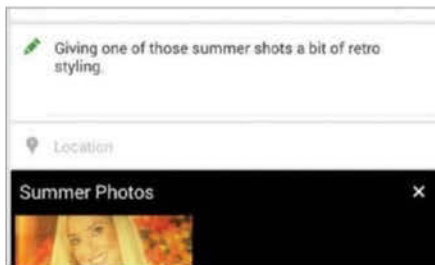 Giving one of those summer shots a bit of retro
styling.
Location
Summer Photos